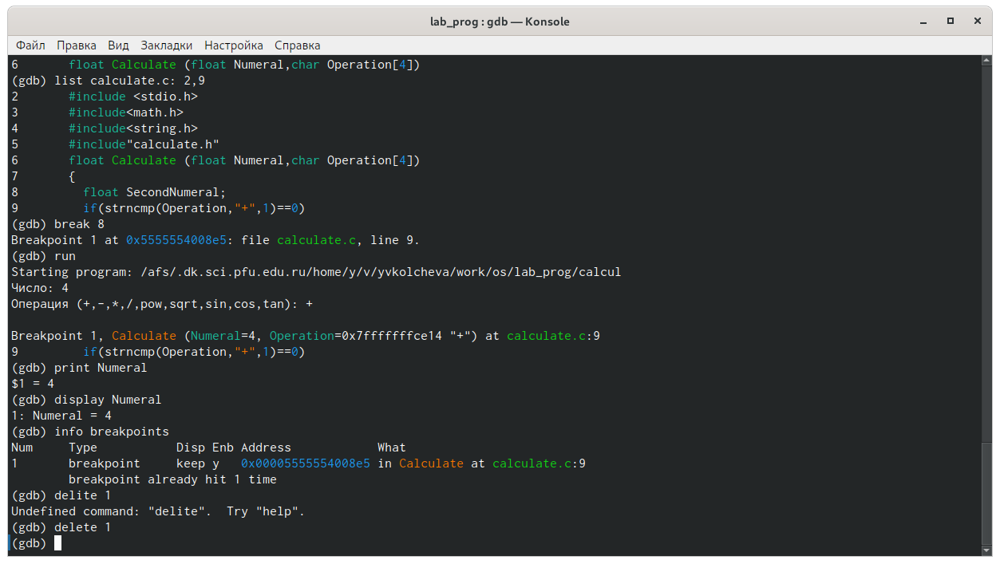 lab_prog : gdb — Konsole
Файл Правка Вид Закладки Настройка Справка
6       float Calculate (float Numeral,char Operation[4])
(gdb) list calculate.c: 2,9
2       #include <stdio.h>
3       #include<math.h>
4       #include<string.h>
5       #include"calculate.h"
6       float Calculate (float Numeral,char Operation[4])
7       {
8         float SecondNumeral;
9         if(strncmp(Operation,"+",1)==0)
(gdb) break 8
Breakpoint 1 at 0x5555554008e5: file calculate.c, line 9.
(gdb) run
Starting program: /afs/.dk.sci.pfu.edu.ru/home/y/v/yvkolcheva/work/os/lab_prog/calcul
Число: 4
Операция (+,-,*,/,pow,sqrt,sin,cos,tan): +
Breakpoint 1, Calculate (Numeral=4, Operation=0x7fffffffce14 "+") at calculate.c:9
9         if(strncmp(Operation,"+",1)==0)
(gdb) print Numeral
$1 = 4
(gdb) display Numeral
1: Numeral = 4
(gdb) info breakpoints
Num     Type           Disp Enb Address            What
1       breakpoint     keep y   0x00005555554008e5 in Calculate at calculate.c:9
        breakpoint already hit 1 time
(gdb) delite 1
Undefined command: "delite".  Try "help".
(gdb) delete 1
(gdb)